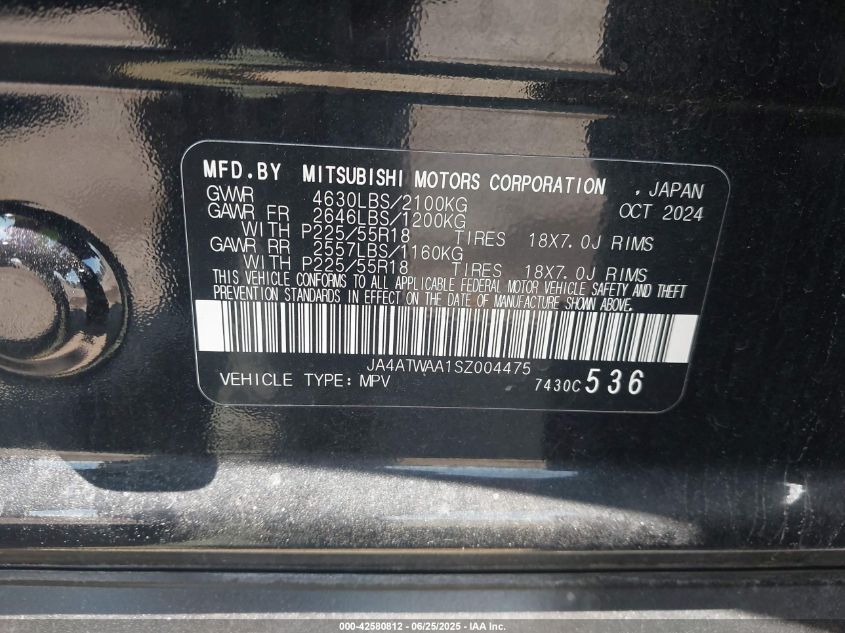 MFD.BY MITSUBISHI MOTORS CORPORATION , JAPAN
GVWR 4630LBS/2100KG OCT 2024
GAWR FR 2646LBS/1200KG
WITH P225/55R18 TIRES 18X7.0J RIMS
GAWR RR 2557LBS/1160KG
WITH P225/55R18 TIRES 18X7.0J RIMS
THIS VEHICLE CONFORMS TO ALL APPLICABLE FEDERAL MOTOR VEHICLE SAFETY AND THEFT
PREVENTION STANDARDS IN EFFECT ON THE DATE OF MANUFACTURE SHOWN ABOVE.
JA4ATWAA1SZ004475
VEHICLE TYPE: MPV 7430C 536
000-42580812 - 06/25/2025 - IAA Inc.